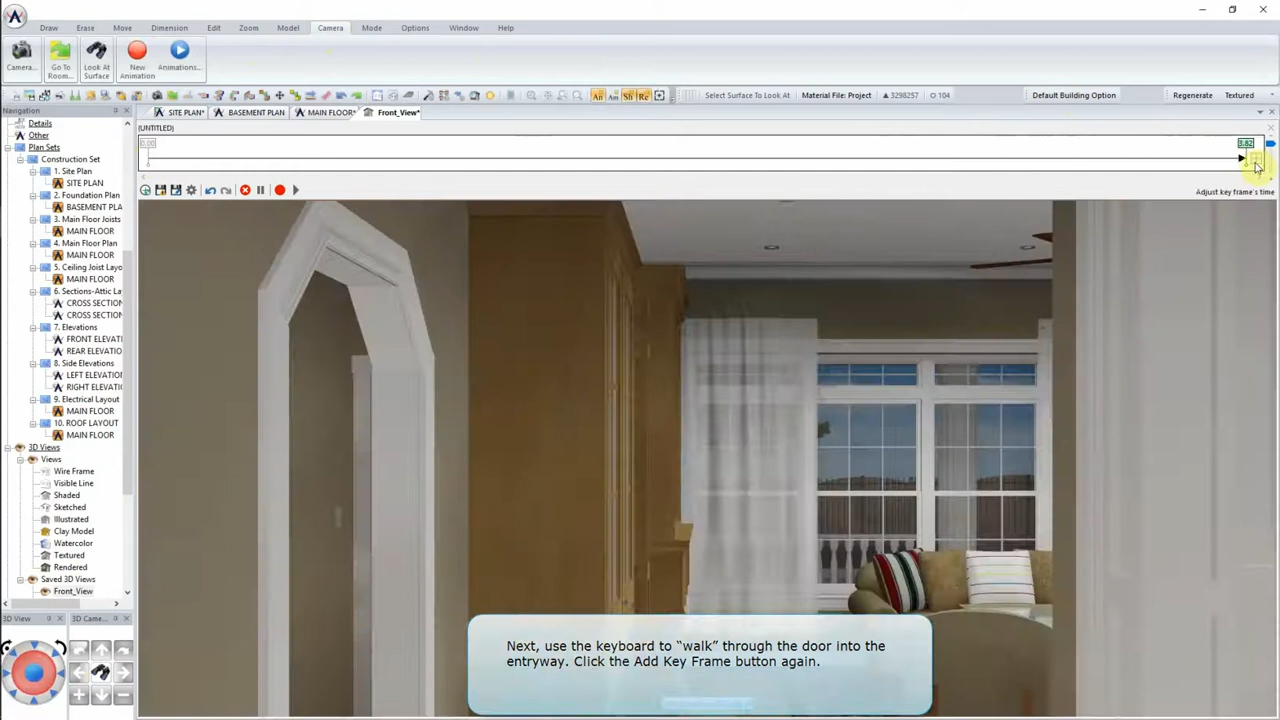 Draw Erase Move Dimension Edit Zoom Model Camera Mode Options Window Help
Camera... Go To Room... Look At Surface New Animation Animations...
Select Surface To Look At Material File: Project 3298257 104 Default Building Option Regenerate Textured
Navigation
SITE PLAN* BASEMENT PLAN MAIN FLOOR* Front_View*
Details
Other
Plan Sets
Construction Set
1. Site Plan
SITE PLAN
2. Foundation Plan
BASEMENT PLA
3. Main Floor Joists
MAIN FLOOR
4. Main Floor Plan
MAIN FLOOR
5. Ceiling Joist Layo
MAIN FLOOR
6. Sections-Attic La
CROSS SECTION
CROSS SECTION
7. Elevations
FRONT ELEVATI
REAR ELEVATIO
8. Side Elevations
LEFT ELEVATION
RIGHT ELEVATI
9. Electrical Layout
MAIN FLOOR
10. ROOF LAYOUT
MAIN FLOOR
3D Views
Views
Wire Frame
Visible Line
Shaded
Sketched
Illustrated
Clay Model
Watercolor
Textured
Rendered
Saved 3D Views
Front_View
3D View 3D Came...
(UNTITLED)
0.00 3.82
Adjust key frame's time
Next, use the keyboard to “walk” through the door into the
entryway. Click the Add Key Frame button again.